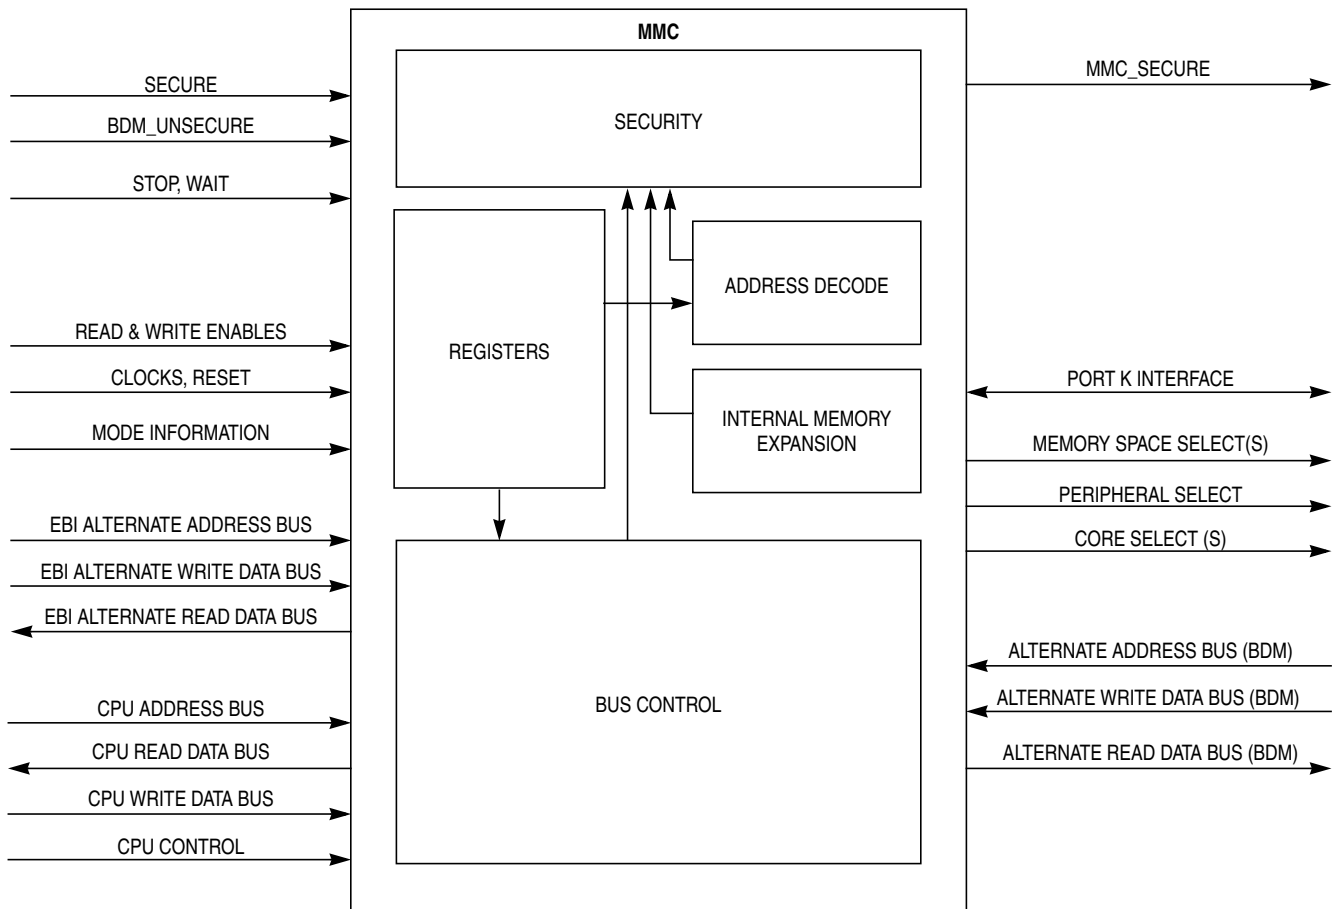 MMC
SECURE
BDM_UNSECURE
STOP, WAIT
READ & WRITE ENABLES
CLOCKS, RESET
MODE INFORMATION
EBI ALTERNATE ADDRESS BUS
EBI ALTERNATE WRITE DATA BUS
EBI ALTERNATE READ DATA BUS
CPU ADDRESS BUS
CPU READ DATA BUS
CPU WRITE DATA BUS
CPU CONTROL
SECURITY
REGISTERS
ADDRESS DECODE
INTERNAL MEMORY
EXPANSION
BUS CONTROL
MMC_SECURE
PORT K INTERFACE
MEMORY SPACE SELECT(S)
PERIPHERAL SELECT
CORE SELECT (S)
ALTERNATE ADDRESS BUS (BDM)
ALTERNATE WRITE DATA BUS (BDM)
ALTERNATE READ DATA BUS (BDM)